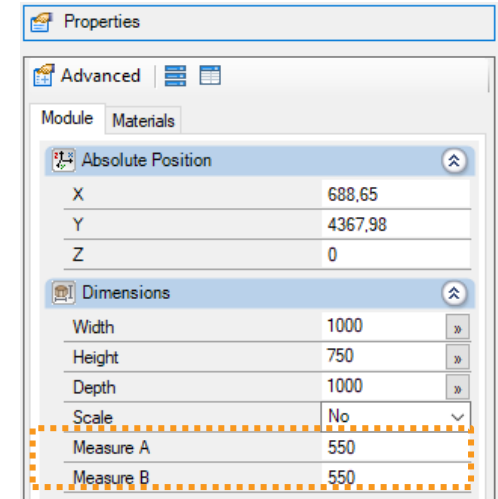 Properties
Advanced
Module Materials
Absolute Position
X 688,65
Y 4367,98
Z 0
Dimensions
Width 1000 »
Height 750 »
Depth 1000 »
Scale No
Measure A 550
Measure B 550